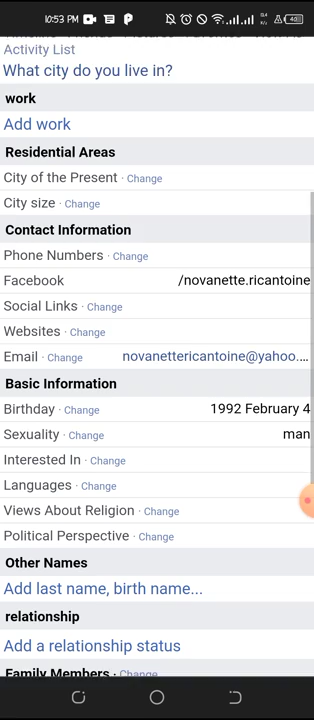 10:53 PM
Activity List
What city do you live in?
work
Add work
Residential Areas
City of the Present · Change
City size · Change
Contact Information
Phone Numbers · Change
Facebook /novanette.ricantoine
Social Links · Change
Websites · Change
Email · Change novanettericantoine@yahoo....
Basic Information
Birthday · Change 1992 February 4
Sexuality · Change man
Interested In · Change
Languages · Change
Views About Religion · Change
Political Perspective · Change
Other Names
Add last name, birth name...
relationship
Add a relationship status
Family Members · Change